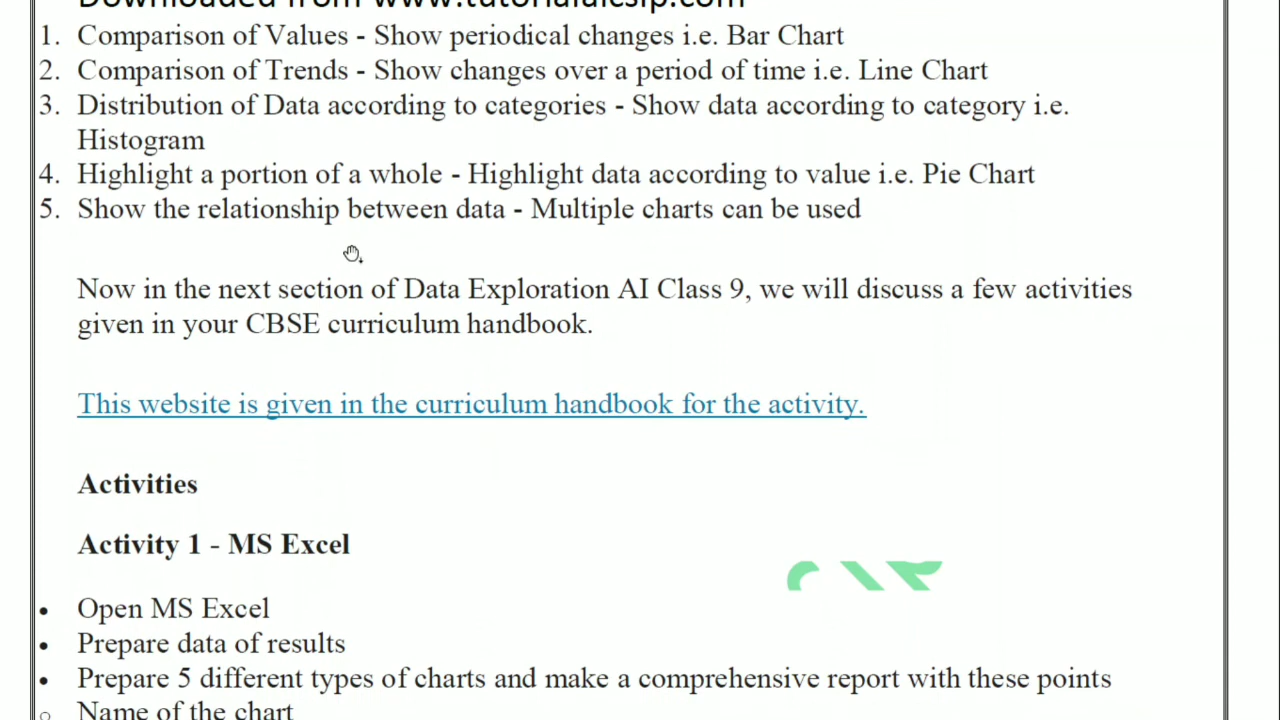 Downloaded from www.tutorialaicsip.com
1. Comparison of Values - Show periodical changes i.e. Bar Chart
2. Comparison of Trends - Show changes over a period of time i.e. Line Chart
3. Distribution of Data according to categories - Show data according to category i.e.
Histogram
4. Highlight a portion of a whole - Highlight data according to value i.e. Pie Chart
5. Show the relationship between data - Multiple charts can be used
Now in the next section of Data Exploration AI Class 9, we will discuss a few activities
given in your CBSE curriculum handbook.
This website is given in the curriculum handbook for the activity.
Activities
Activity 1 - MS Excel
• Open MS Excel
• Prepare data of results
• Prepare 5 different types of charts and make a comprehensive report with these points
○ Name of the chart